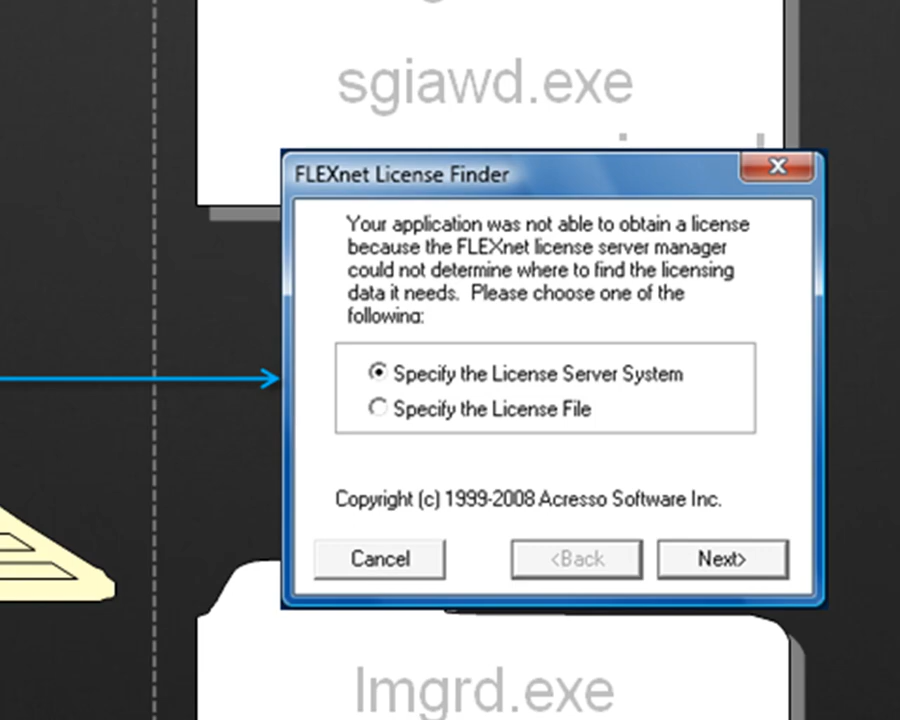 sgiawd.exe
FLEXnet License Finder
Your application was not able to obtain a license
because the FLEXnet license server manager
could not determine where to find the licensing
data it needs.  Please choose one of the
following:
Specify the License Server System
Specify the License File
Copyright (c) 1999-2008 Acresso Software Inc.
Cancel
<Back
Next>
lmgrd.exe